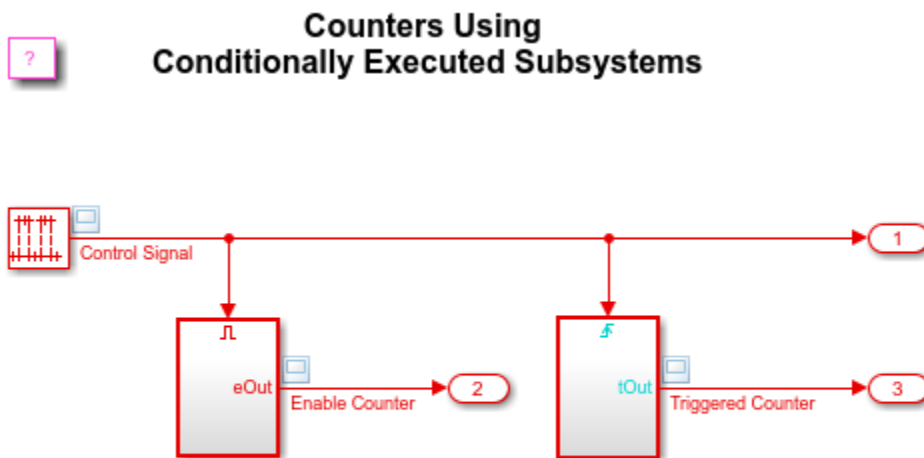 Counters Using
?
Conditionally Executed Subsystems
Control Signal
1
eOut
Enable Counter
2
tOut
Triggered Counter
3